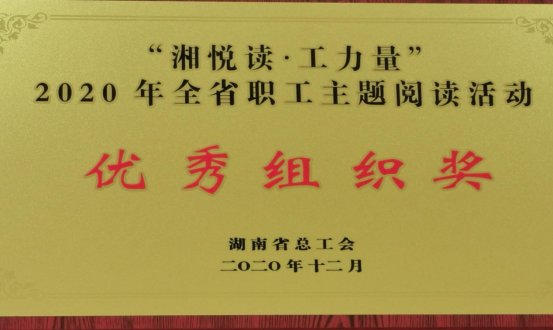 “湘悦读·工力量”
2020年全省职工主题阅读活动
优秀组织奖
湖南省总工会
二〇二〇年十二月